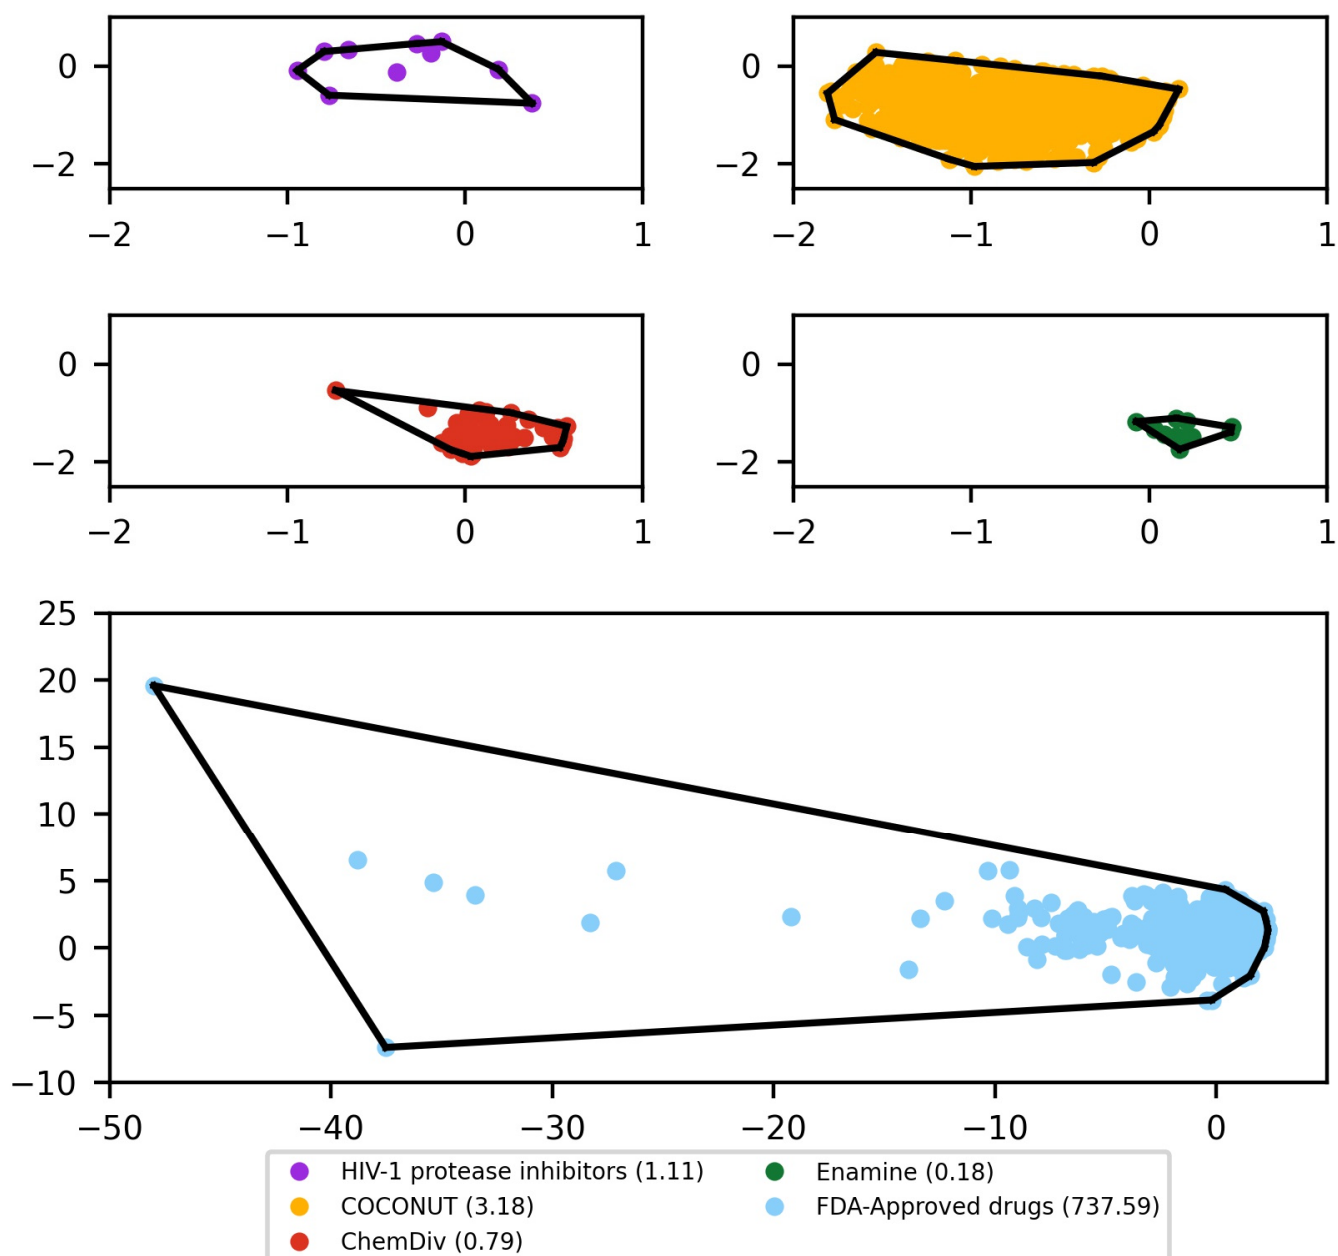 0
−2
−2 −1 0 1
0
−2
−2 −1 0 1
0
−2
−2 −1 0 1
0
−2
−2 −1 0 1
25
20
15
10
5
0
−5
−10
−50 −40 −30 −20 −10 0
HIV-1 protease inhibitors (1.11)
COCONUT (3.18)
ChemDiv (0.79)
Enamine (0.18)
FDA-Approved drugs (737.59)